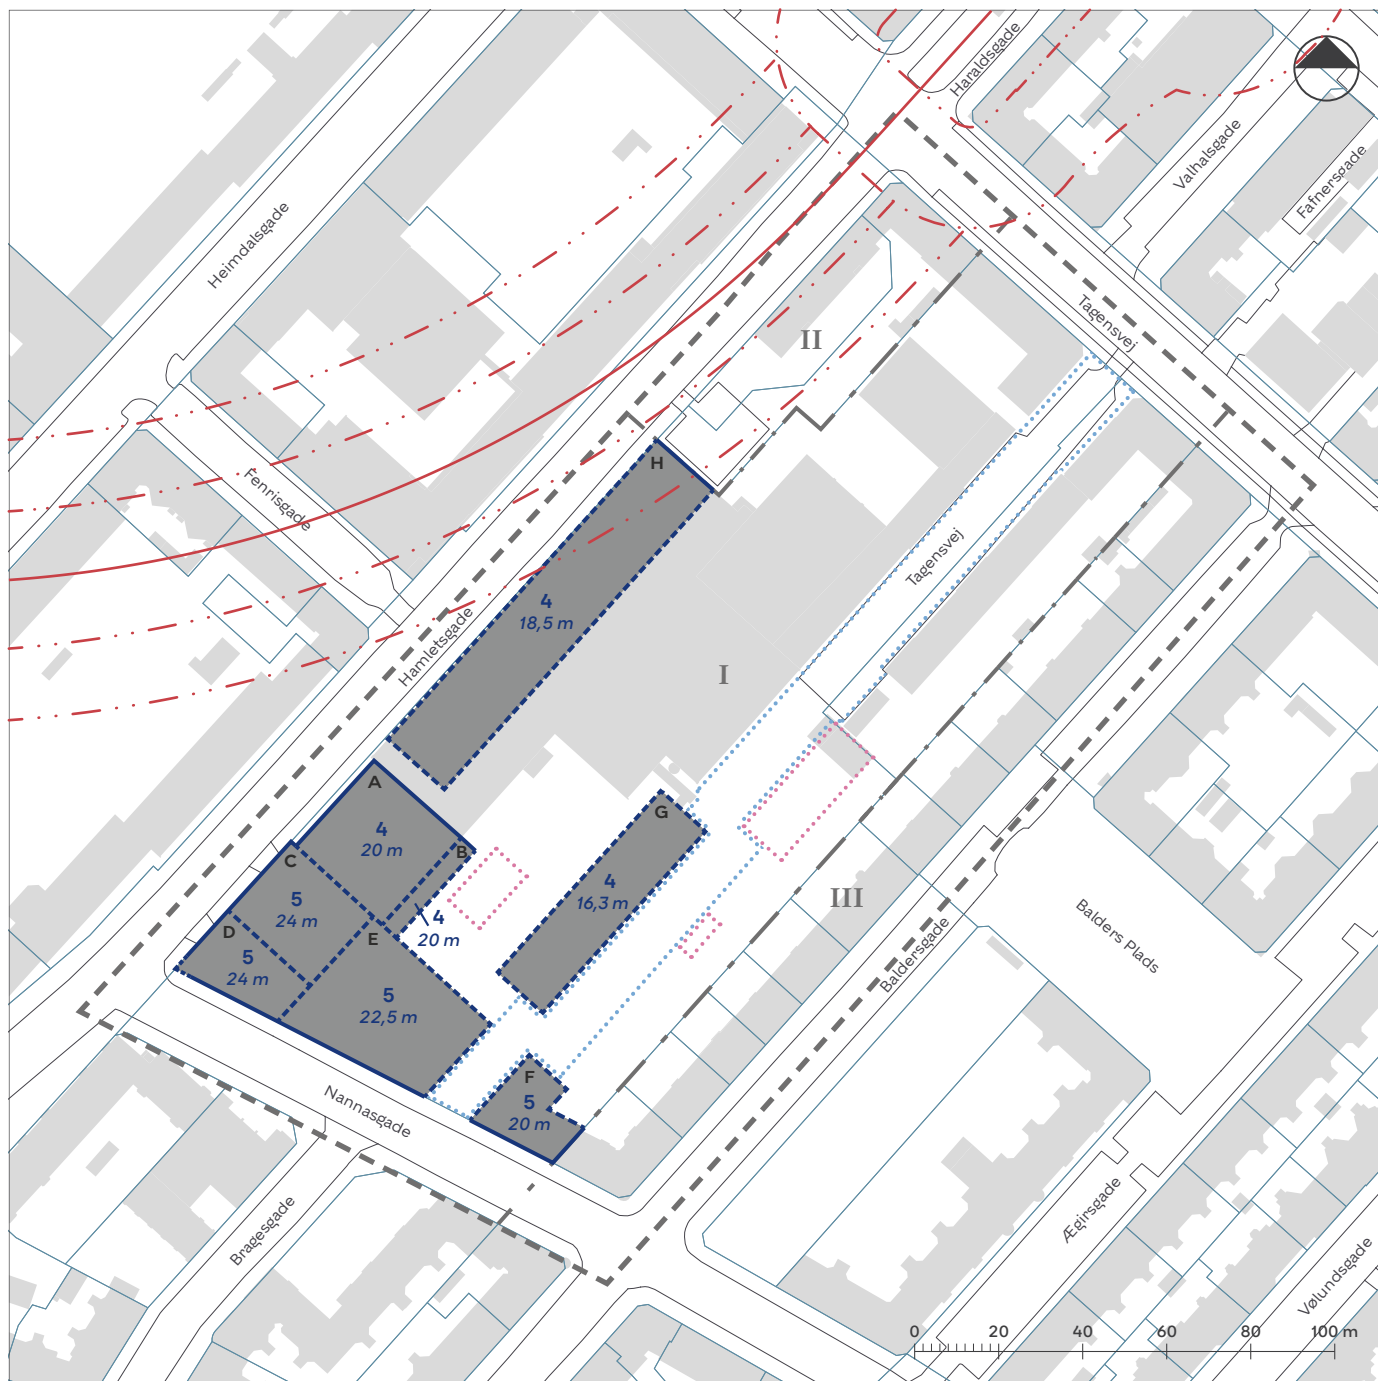 Haraldsgade
Valhalsgade
Fafnersgade
Heimdalsgade
Tagensvej
II
Fenrisgade
H
Tagensvej
4
18,5 m
Hamletsgade
I
A
4
20 m
B
G
C
4
16,3 m
5
24 m
4
20 m
III
D
E
5
24 m
5
22,5 m
Balders Plads
Baldersgade
F
5
20 m
Nannasgade
Bragesgade
Ægirsgade
Vølundsgade
0 20 40 60 80 100 m